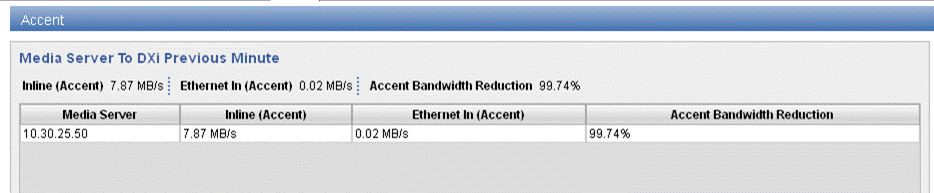 Accent
Media Server To DXi Previous Minute
Inline (Accent) 7.87 MB/s Ethernet In (Accent) 0.02 MB/s Accent Bandwidth Reduction 99.74%
Media Server Inline (Accent) Ethernet In (Accent) Accent Bandwidth Reduction
10.30.25.50 7.87 MB/s 0.02 MB/s 99.74%